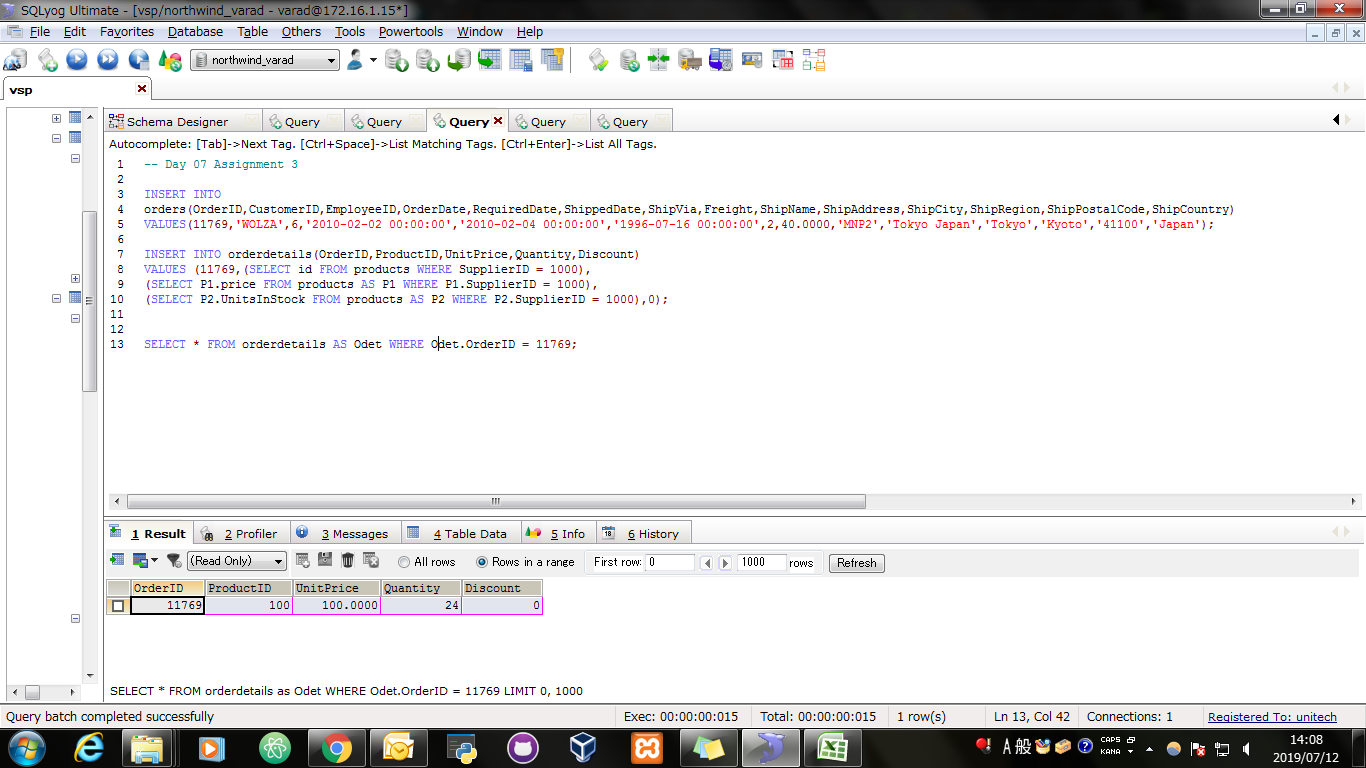 SQLyog Ultimate - [vsp/northwind_varad - varad@172.16.1.15*]
File Edit Favorites Database Table Others Tools Powertools Window Help
northwind_varad
vsp
Schema Designer Query Query Query Query Query
Autocomplete: [Tab]->Next Tag. [Ctrl+Space]->List Matching Tags. [Ctrl+Enter]->List All Tags.
1 -- Day 07 Assignment 3
2
3 INSERT INTO
4 orders(OrderID,CustomerID,EmployeeID,OrderDate,RequiredDate,ShippedDate,ShipVia,Freight,ShipName,ShipAddress,ShipCity,ShipRegion,ShipPostalCode,ShipCountry)
5 VALUES(11769,'WOLZA',6,'2010-02-02 00:00:00','2010-02-04 00:00:00','1996-07-16 00:00:00',2,40.0000,'MNP2','Tokyo Japan','Tokyo','Kyoto','41100','Japan');
6
7 INSERT INTO orderdetails(OrderID,ProductID,UnitPrice,Quantity,Discount)
8 VALUES (11769,(SELECT id FROM products WHERE SupplierID = 1000),
9 (SELECT P1.price FROM products AS P1 WHERE P1.SupplierID = 1000),
10 (SELECT P2.UnitsInStock FROM products AS P2 WHERE P2.SupplierID = 1000),0);
11
12
13 SELECT * FROM orderdetails AS Odet WHERE Odet.OrderID = 11769;
1 Result 2 Profiler 3 Messages 4 Table Data 5 Info 6 History
(Read Only) All rows Rows in a range First row: 0 1000 rows Refresh
OrderID ProductID UnitPrice Quantity Discount
11769 100 100.0000 24 0
SELECT * FROM orderdetails as Odet WHERE Odet.OrderID = 11769 LIMIT 0, 1000
Query batch completed successfully Exec: 00:00:00:015 Total: 00:00:00:015 1 row(s) Ln 13, Col 42 Connections: 1 Registered To: unitech
A 般 CAPS KANA 14:08
2019/07/12